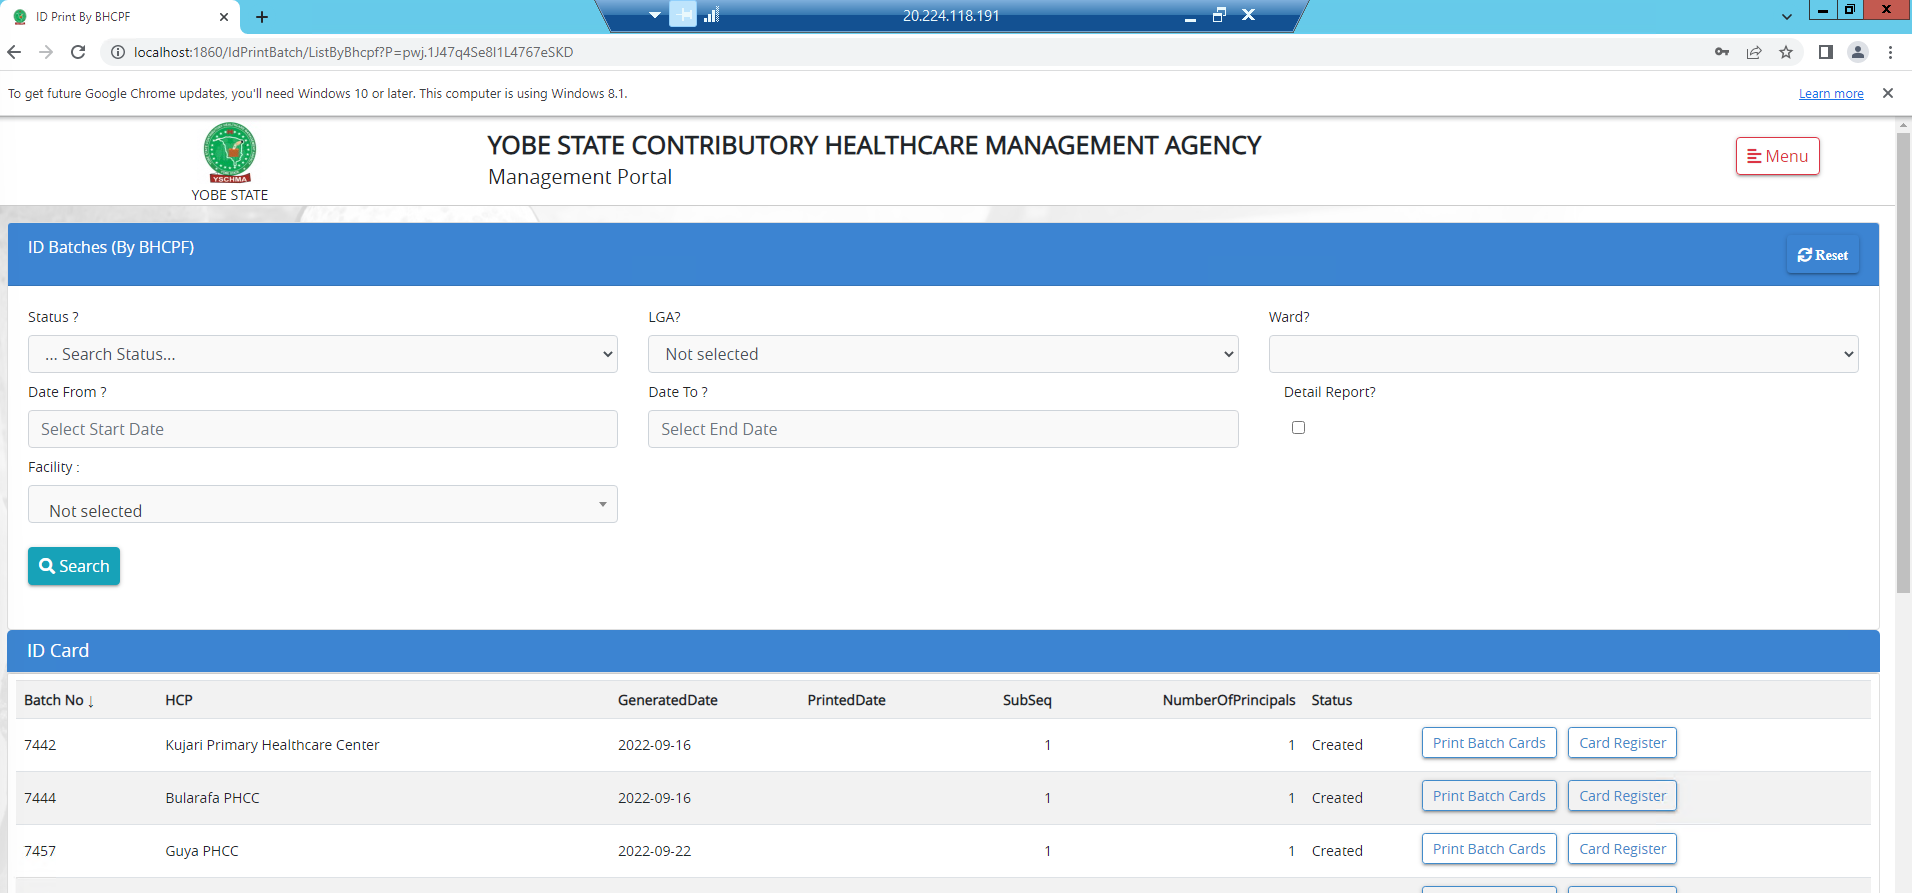 ID Print By BHCPF
20.224.118.191
localhost:1860/IdPrintBatch/ListByBhcpf?P=pwj.1J47q4Se8I1L4767eSKD
To get future Google Chrome updates, you'll need Windows 10 or later. This computer is using Windows 8.1.
Learn more
YSCHMA
YOBE STATE
YOBE STATE CONTRIBUTORY HEALTHCARE MANAGEMENT AGENCY
Management Portal
Menu
ID Batches (By BHCPF)
Reset
Status ? LGA? Ward?
... Search Status... Not selected
Date From ? Date To ? Detail Report?
Select Start Date Select End Date
Facility :
Not selected
Search
ID Card
Batch No ↓ HCP GeneratedDate PrintedDate SubSeq NumberOfPrincipals Status
7442 Kujari Primary Healthcare Center 2022-09-16 1 1 Created Print Batch Cards Card Register
7444 Bularafa PHCC 2022-09-16 1 1 Created Print Batch Cards Card Register
7457 Guya PHCC 2022-09-22 1 1 Created Print Batch Cards Card Register